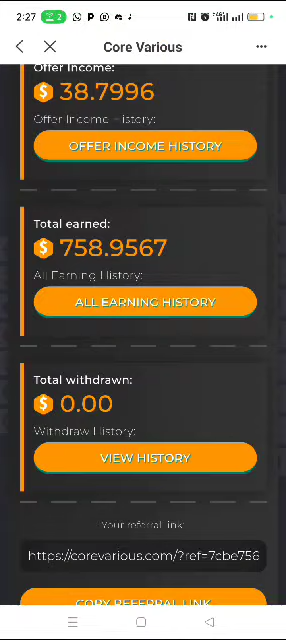 2:27
2
Core Various
Offer Income:
38.7996
Offer Income History:
OFFER INCOME HISTORY
Total earned:
758.9567
All Earning History:
ALL EARNING HISTORY
Total withdrawn:
0.00
Withdraw History:
VIEW HISTORY
Your referral link:
https://corevarious.com/?ref=7cbe756
COPY REFERRAL LINK